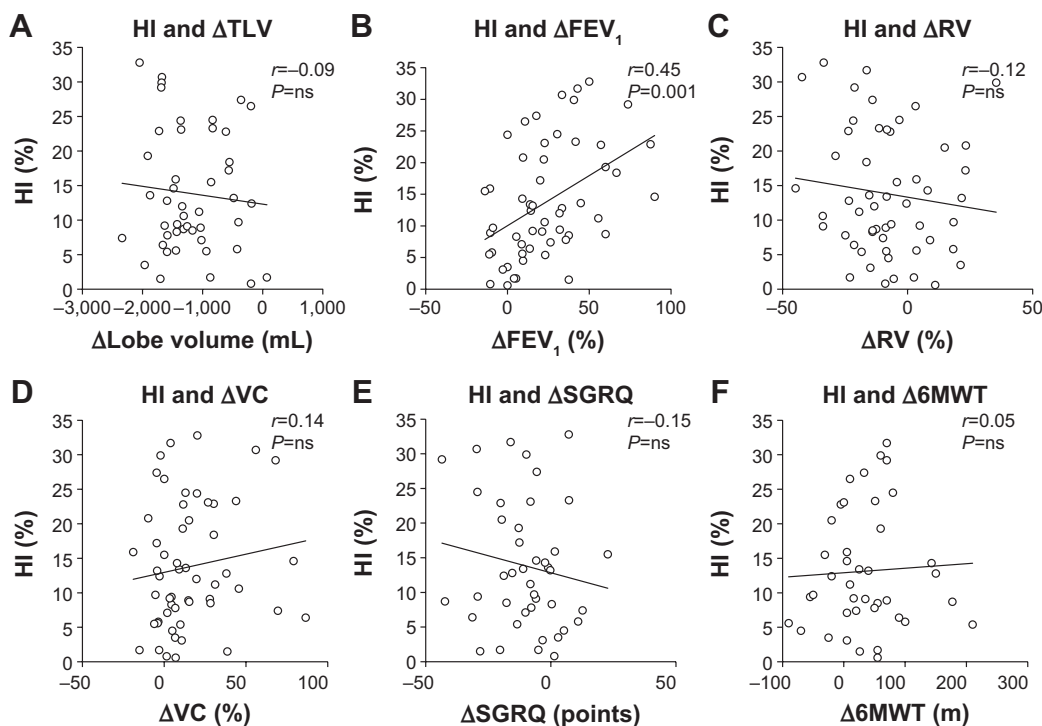 A HI and ΔTLV
r=–0.09
P=ns
HI (%)
35
30
25
20
15
10
5
0
–3,000 –2,000 –1,000 0 1,000
ΔLobe volume (mL)
B HI and ΔFEV₁
r=0.45
P=0.001
HI (%)
35
30
25
20
15
10
5
0
–50 0 50 100
ΔFEV₁ (%)
C HI and ΔRV
r=–0.12
P=ns
HI (%)
35
30
25
20
15
10
5
0
–50 0 50
ΔRV (%)
D HI and ΔVC
r=0.14
P=ns
HI (%)
35
30
25
20
15
10
5
0
0 50 100
ΔVC (%)
E HI and ΔSGRQ
r=–0.15
P=ns
HI (%)
35
30
25
20
15
10
5
0
–50 0 50
ΔSGRQ (points)
F HI and Δ6MWT
r=0.05
P=ns
HI (%)
35
30
25
20
15
10
5
0
–100 0 100 200 300
Δ6MWT (m)